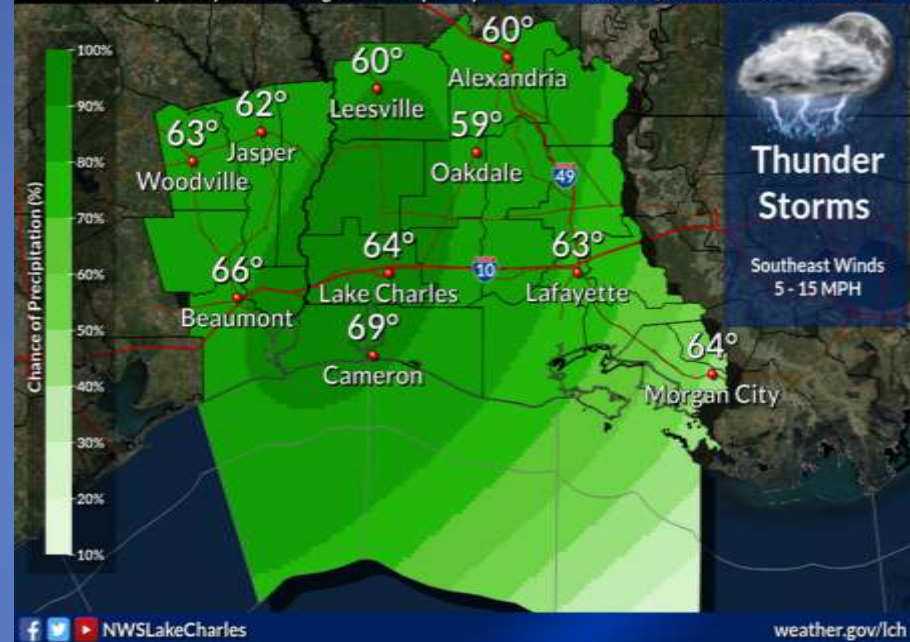 60°
Alexandria
60°
Leesville
62°
Jasper
63°
Woodville
59°
Oakdale
49
Thunder
Storms
Southeast Winds
5 - 15 MPH
66°
Beaumont
64°
Lake Charles
10
63°
Lafayette
69°
Cameron
64°
Morgan City
Chance of Precipitation (%)
100%
90%
80%
70%
60%
50%
40%
30%
20%
10%
NWSLakeCharles
weather.gov/lch